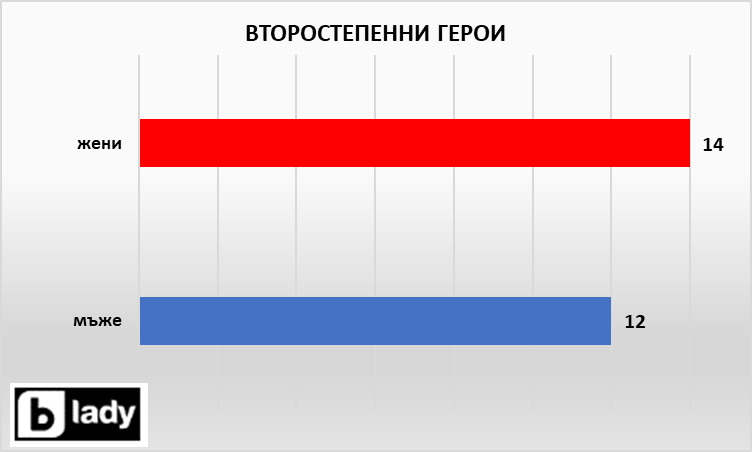 ВТОРОСТЕПЕННИ ГЕРОИ
жени
14
мъже
12
b lady